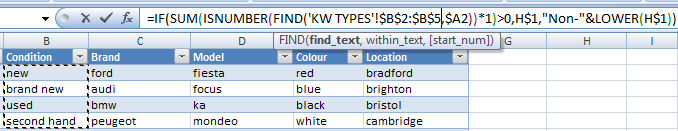 =IF(SUM(ISNUMBER(FIND('KW TYPES'!$B$2:$B$5,$A2))*1)>0,H$1,"Non-"&LOWER(H$1))
FIND(find_text, within_text, [start_num])
B C D E F G H I
Condition Brand Model Colour Location
new ford fiesta red bradford
brand new audi focus blue brighton
used bmw ka black bristol
second hand peugeot mondeo white cambridge